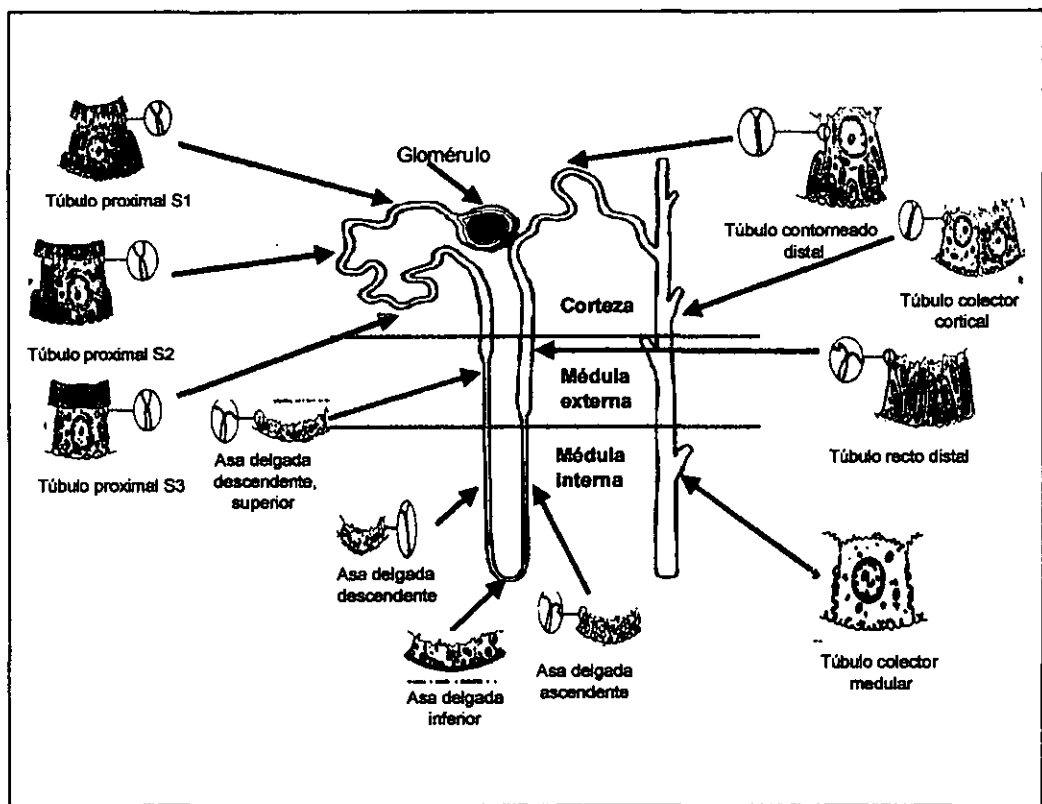 Glomérulo
Túbulo proximal S1
Túbulo contorneado
distal
Túbulo proximal S2
Túbulo colector
cortical
Corteza
Médula
externa
Túbulo proximal S3
Asa delgada
descendente,
superior
Médula
interna
Túbulo recto distal
Asa delgada
descendente
Asa delgada
inferior
Asa delgada
ascendente
Túbulo colector
medular